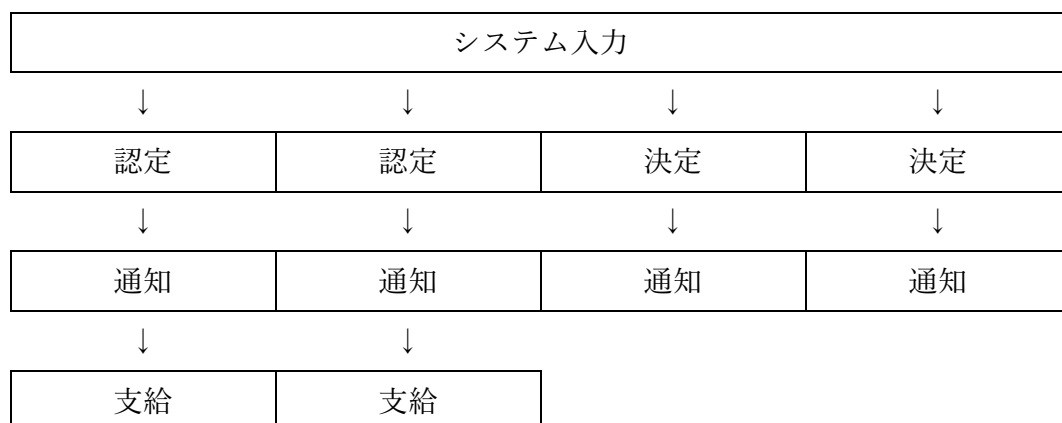 システム入力
↓ ↓ ↓ ↓
認定 認定 決定 決定
↓ ↓ ↓ ↓
通知 通知 通知 通知
↓ ↓
支給 支給